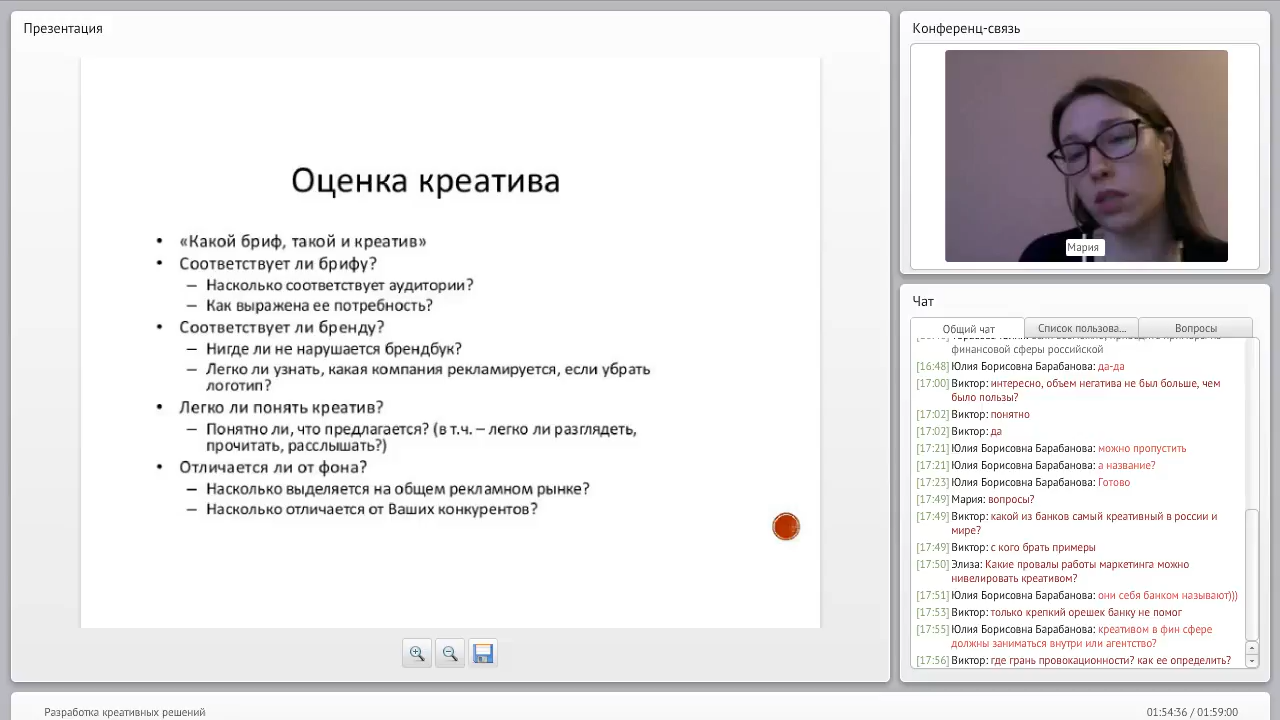 Презентация
Оценка креатива
• «Какой бриф, такой и креатив»
• Соответствует ли брифу?
– Насколько соответствует аудитории?
– Как выражена ее потребность?
• Соответствует ли бренду?
– Нигде ли не нарушается брендбук?
– Легко ли узнать, какая компания рекламируется, если убрать
логотип?
• Легко ли понять креатив?
– Понятно ли, что предлагается? (в т.ч. – легко ли разглядеть,
прочитать, расслышать?)
• Отличается ли от фона?
– Насколько выделяется на общем рекламном рынке?
– Насколько отличается от Ваших конкурентов?
Конференц-связь
Мария
Чат
Общий чат
Список пользова...
Вопросы
финансовой сферы российской
[16:48] Юлия Борисовна Барабанова: да-да
[17:00] Виктор: интересно, объем негатива не был больше, чем
было пользы?
[17:02] Виктор: понятно
[17:02] Виктор: да
[17:21] Юлия Борисовна Барабанова: можно пропустить
[17:21] Юлия Борисовна Барабанова: а название?
[17:23] Юлия Борисовна Барабанова: Готово
[17:49] Мария: вопросы?
[17:49] Виктор: какой из банков самый креативный в россии и
мире?
[17:49] Виктор: с кого брать примеры
[17:50] Элиза: Какие провалы работы маркетинга можно
нивелировать креативом?
[17:51] Юлия Борисовна Барабанова: они себя банком называют)))
[17:53] Виктор: только крепкий орешек банку не помог
[17:55] Юлия Борисовна Барабанова: креативом в фин сфере
должны заниматься внутри или агентство?
[17:56] Виктор: где грань провокационности? как ее определить?
Разработка креативных решений
01:54:36 / 01:59:00